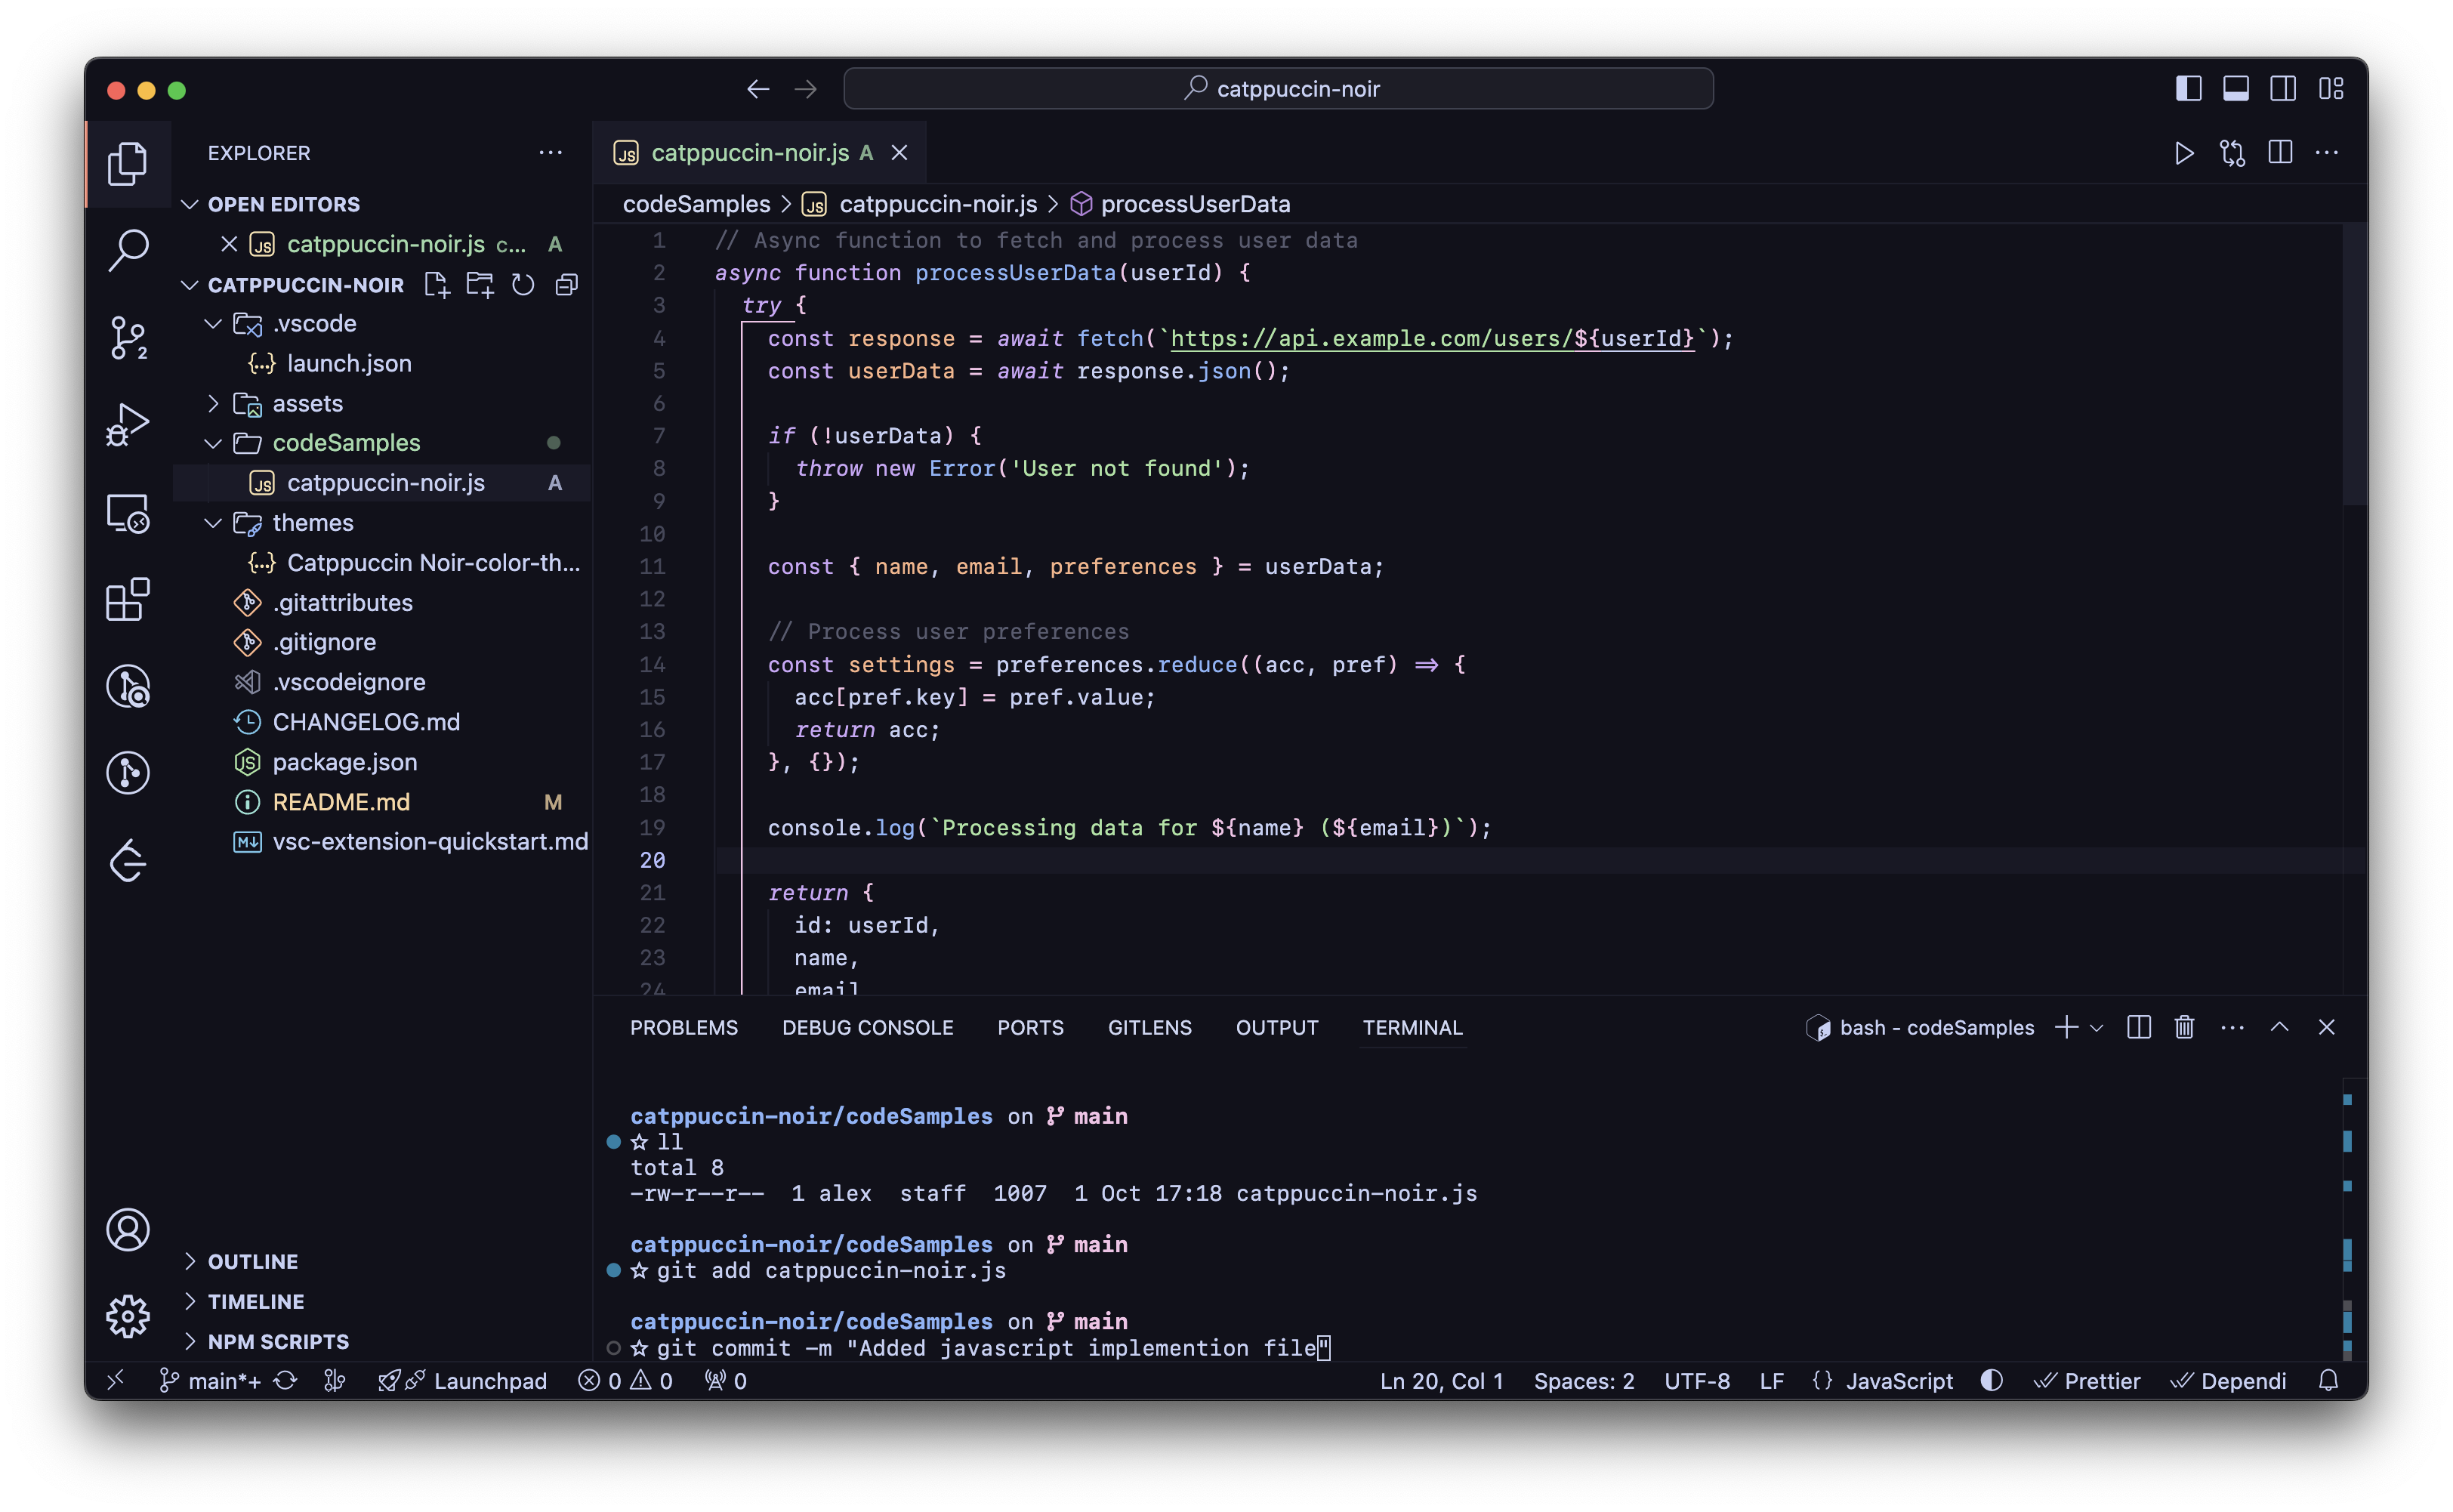 catppuccin-noir
EXPLORER
OPEN EDITORS
catppuccin-noir.js c... A
CATPPUCCIN-NOIR
.vscode
{...} launch.json
assets
codeSamples
JS catppuccin-noir.js A
themes
{...} Catppuccin Noir-color-th...
.gitattributes
.gitignore
.vscodeignore
CHANGELOG.md
JS package.json
README.md M
M↓ vsc-extension-quickstart.md
OUTLINE
TIMELINE
NPM SCRIPTS
2
JS catppuccin-noir.js A
codeSamples > JS catppuccin-noir.js > processUserData
1 // Async function to fetch and process user data
2 async function processUserData(userId) {
3 try {
4 const response = await fetch(`https://api.example.com/users/${userId}`);
5 const userData = await response.json();
6
7 if (!userData) {
8 throw new Error('User not found');
9 }
10
11 const { name, email, preferences } = userData;
12
13 // Process user preferences
14 const settings = preferences.reduce((acc, pref) => {
15 acc[pref.key] = pref.value;
16 return acc;
17 }, {});
18
19 console.log(`Processing data for ${name} (${email})`);
20
21 return {
22 id: userId,
23 name,
24 email
PROBLEMS DEBUG CONSOLE PORTS GITLENS OUTPUT TERMINAL bash - codeSamples
catppuccin-noir/codeSamples on main
☆ ll
total 8
-rw-r--r-- 1 alex staff 1007 1 Oct 17:18 catppuccin-noir.js
catppuccin-noir/codeSamples on main
☆ git add catppuccin-noir.js
catppuccin-noir/codeSamples on main
☆ git commit -m "Added javascript implemention file"
main*+ Launchpad 0 0 0 Ln 20, Col 1 Spaces: 2 UTF-8 LF {} JavaScript Prettier Dependi